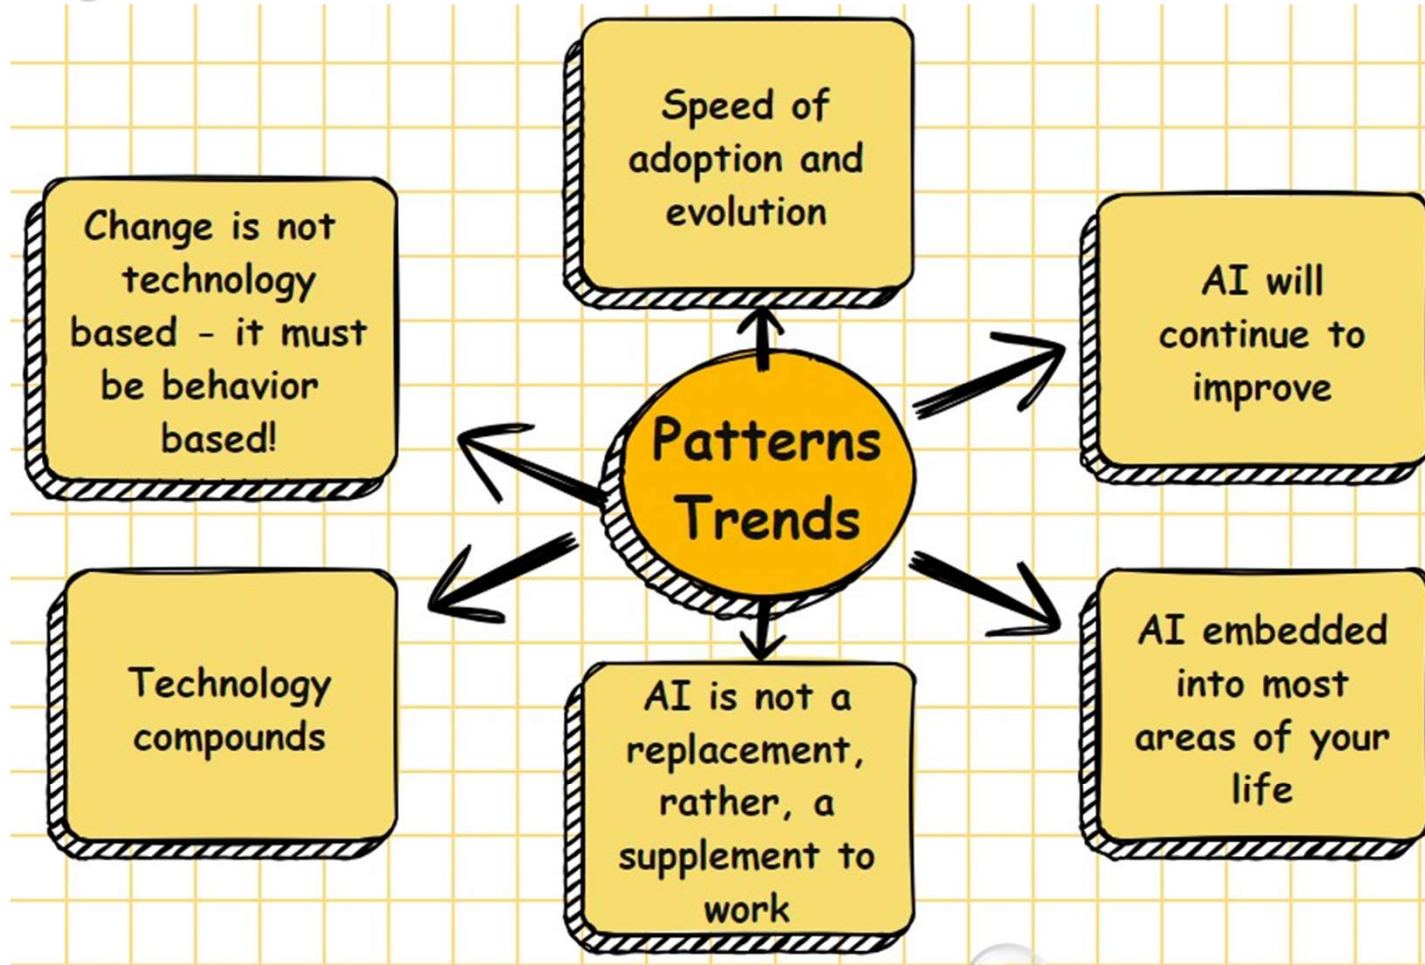 Speed of
adoption and
evolution
Change is not
technology
based - it must
be behavior
based!
AI will
continue to
improve
Patterns
Trends
Technology
compounds
AI is not a
replacement,
rather, a
supplement to
work
AI embedded
into most
areas of your
life